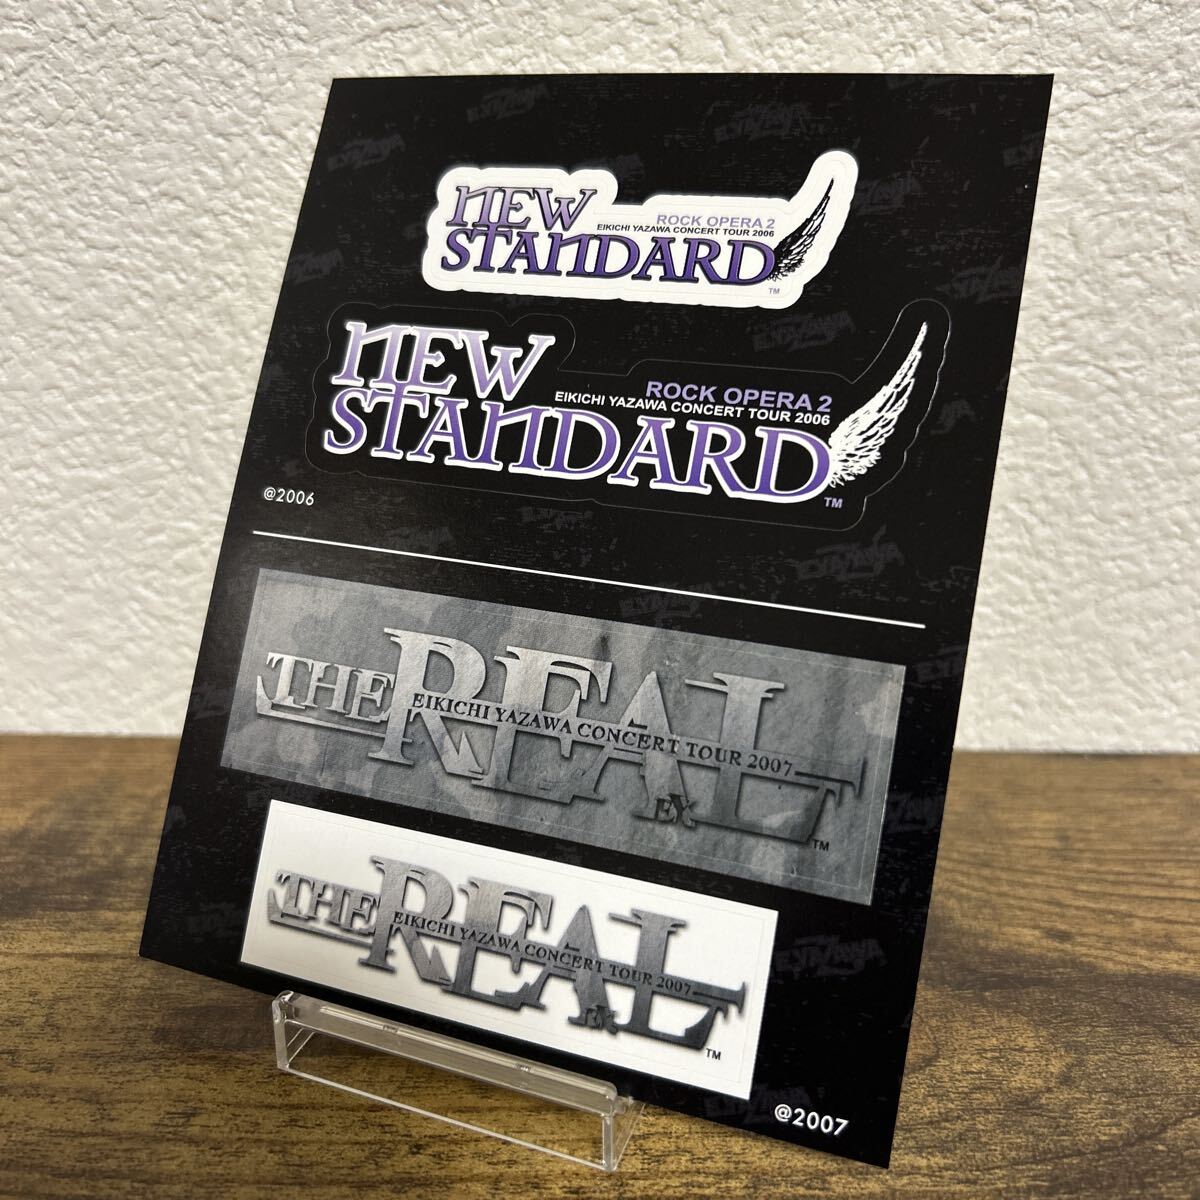 NEW
ROCK OPERA 2
EIKICHI YAZAWA CONCERT TOUR 2006
STANDARD
TM
NEW
ROCK OPERA 2
EIKICHI YAZAWA CONCERT TOUR 2006
STANDARD
TM
@2006
THE REAL
EIKICHI YAZAWA CONCERT TOUR 2007
EX
TM
THE REAL
EIKICHI YAZAWA CONCERT TOUR 2007
EX
TM
@2007